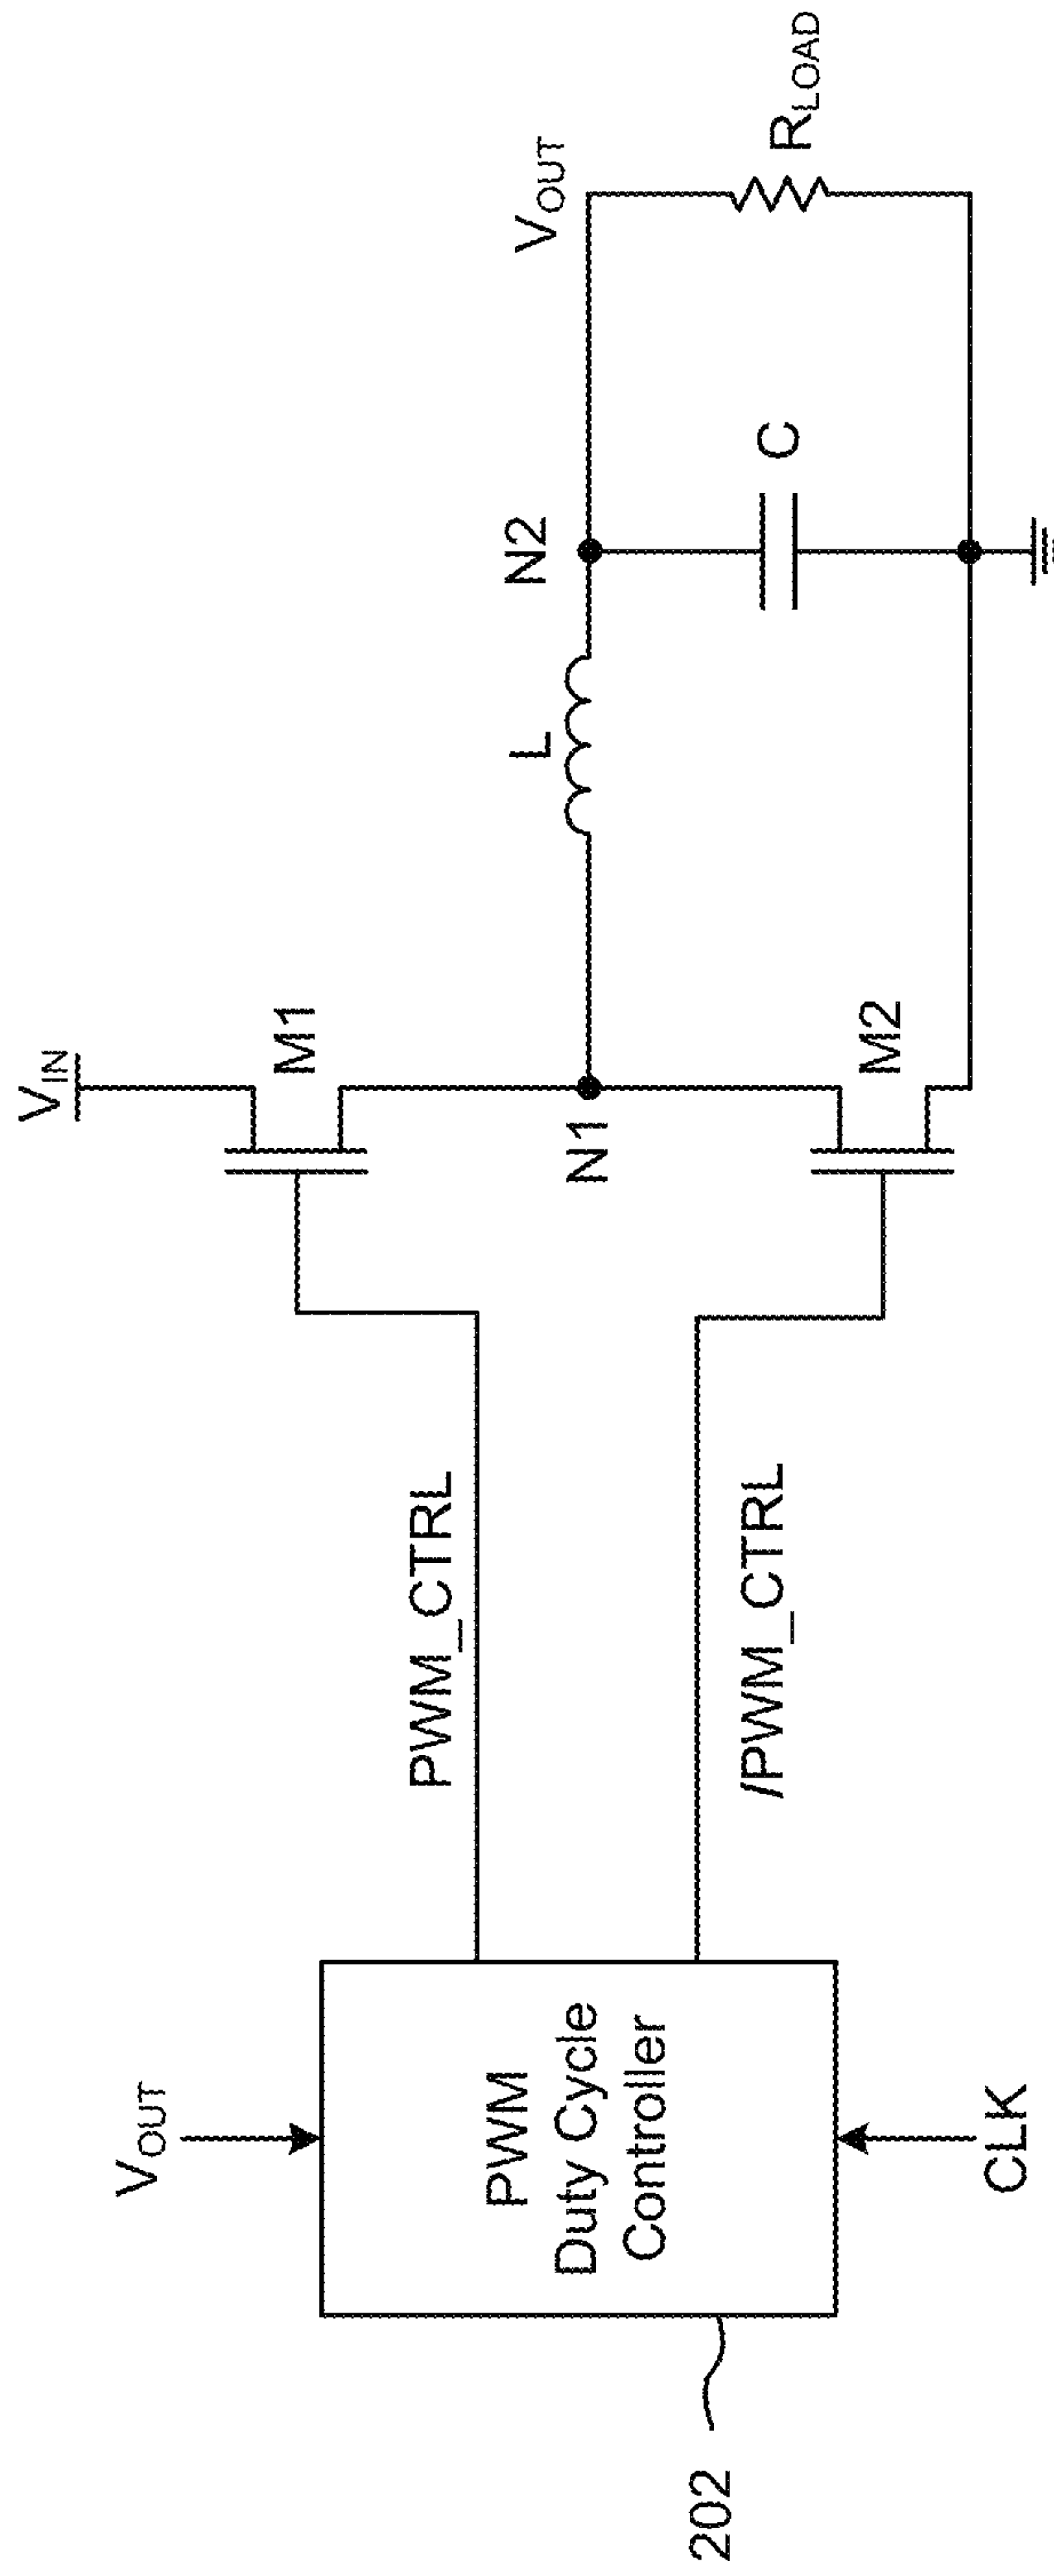 V_OUT
PWM
Duty Cycle
Controller
202
CLK
PWM_CTRL
/PWM_CTRL
V_IN
M1
N1
M2
L
N2
C
V_OUT
R_LOAD